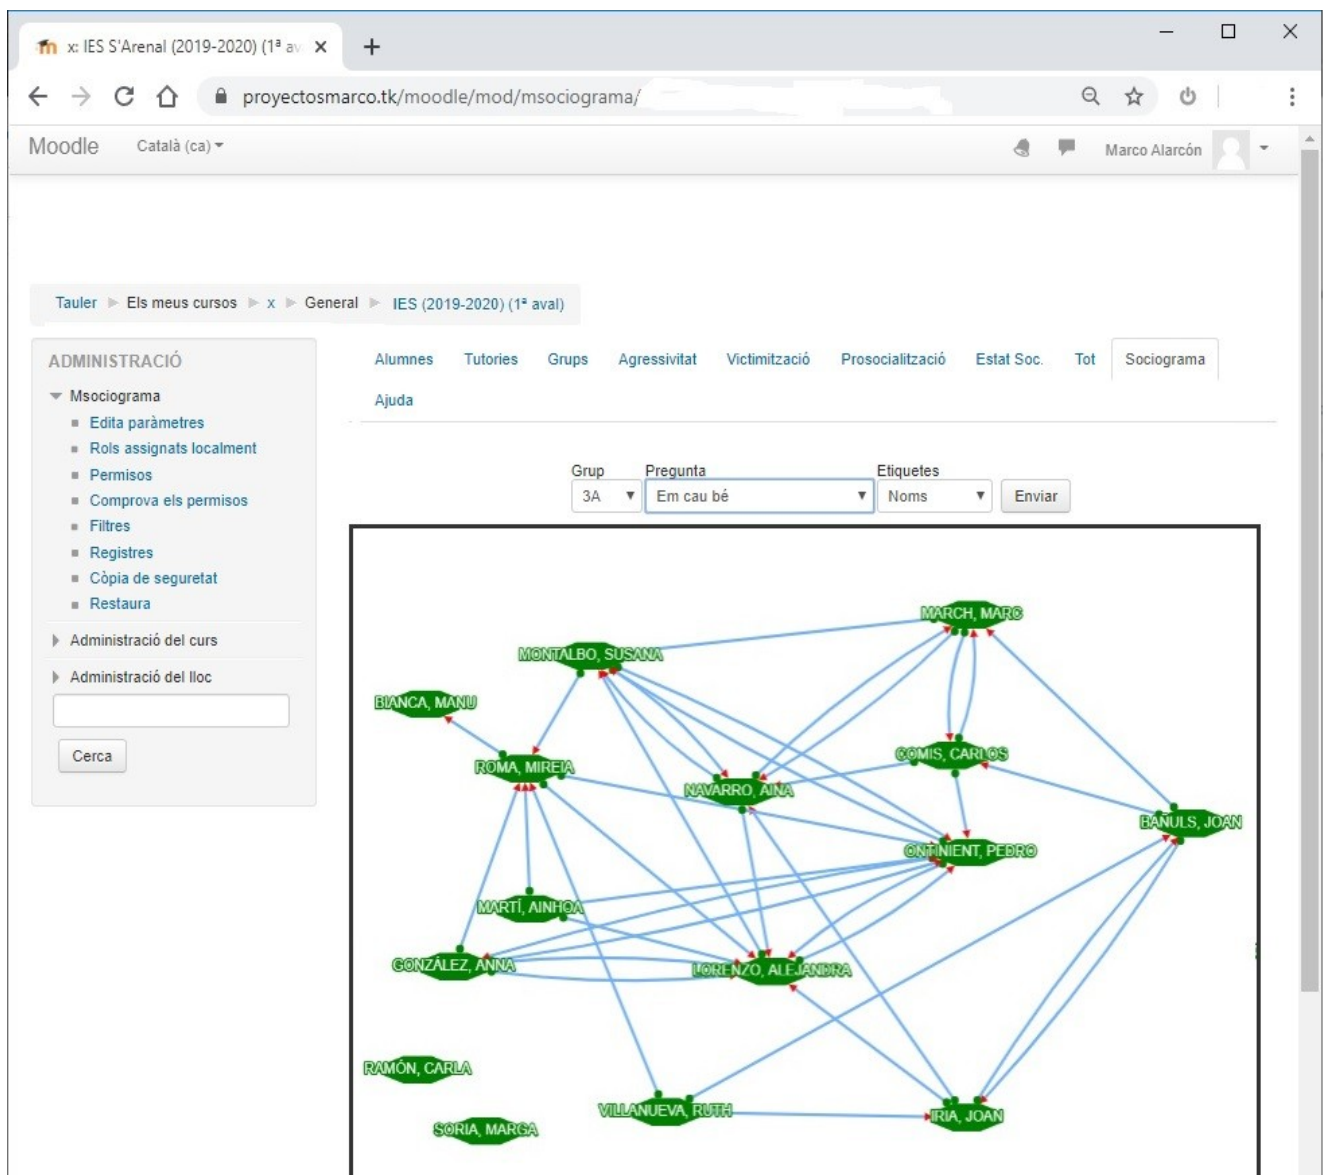 x: IES S'Arenal (2019-2020) (1ª av
proyectosmarco.tk/moodle/mod/msociograma/
Moodle Català (ca) Marco Alarcón
Tauler Els meus cursos x General IES (2019-2020) (1ª aval)
ADMINISTRACIÓ
Msociograma
Edita paràmetres
Rols assignats localment
Permisos
Comprova els permisos
Filtres
Registres
Còpia de seguretat
Restaura
Administració del curs
Administració del lloc
Cerca
Alumnes Tutories Grups Agressivitat Victimització Prosocialització Estat Soc. Tot Sociograma
Ajuda
Grup Pregunta Etiquetes
3A Em cau bé Noms Enviar
MARCH, MARC
MONTALBO, SUSANA
BIANCA, MANU
COMIS, CARLOS
ROMA, MIREIA
NAVARRO, AINA
BAÑULS, JOAN
ONTINIENT, PEDRO
MARTÍ, AINHOA
GONZÁLEZ, ANNA
LORENZO, ALEJANDRA
RAMÓN, CARLA
VILLANUEVA, RUTH
IRIA, JOAN
SORIA, MARGA